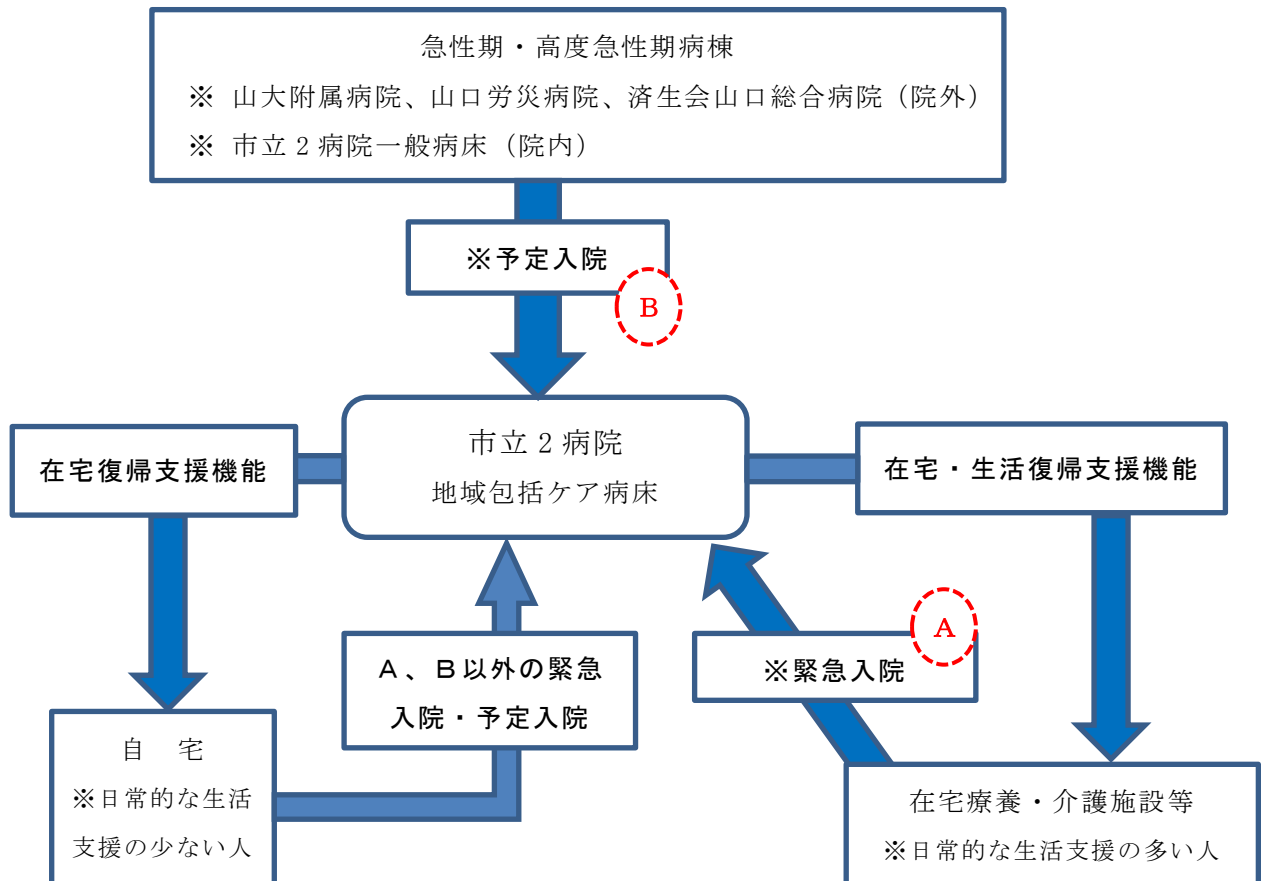 急性期・高度急性期病棟
※ 山大附属病院、山口労災病院、済生会山口総合病院（院外）
※ 市立2病院一般病床（院内）
※予定入院
B
市立2病院
地域包括ケア病床
在宅復帰支援機能
在宅・生活復帰支援機能
A、B以外の緊急
入院・予定入院
A
※緊急入院
自 宅
※日常的な生活
支援の少ない人
在宅療養・介護施設等
※日常的な生活支援の多い人